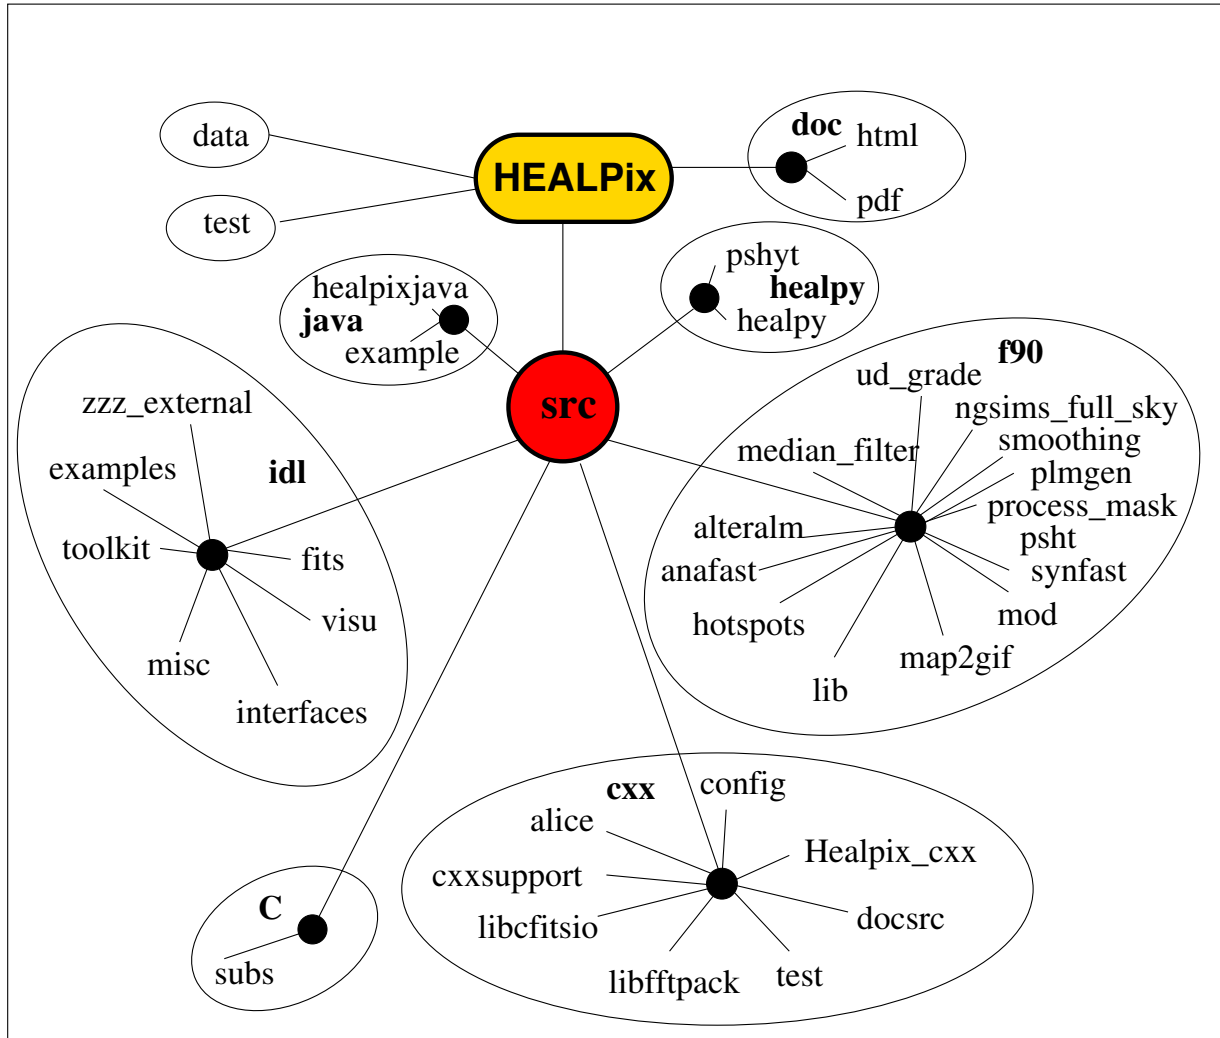 data
test
HEALPix
doc
html
pdf
healpixjava
java
example
pshyt
healpy
healpy
src
zzz_external
examples
idl
toolkit
fits
visu
misc
interfaces
f90
ud_grade
ngsims_full_sky
median_filter
smoothing
plmgen
process_mask
alteralm
psht
anafast
synfast
hotspots
mod
map2gif
lib
C
subs
cxx
config
alice
Healpix_cxx
cxxsupport
docsrc
libcfitsio
libfftpack
test